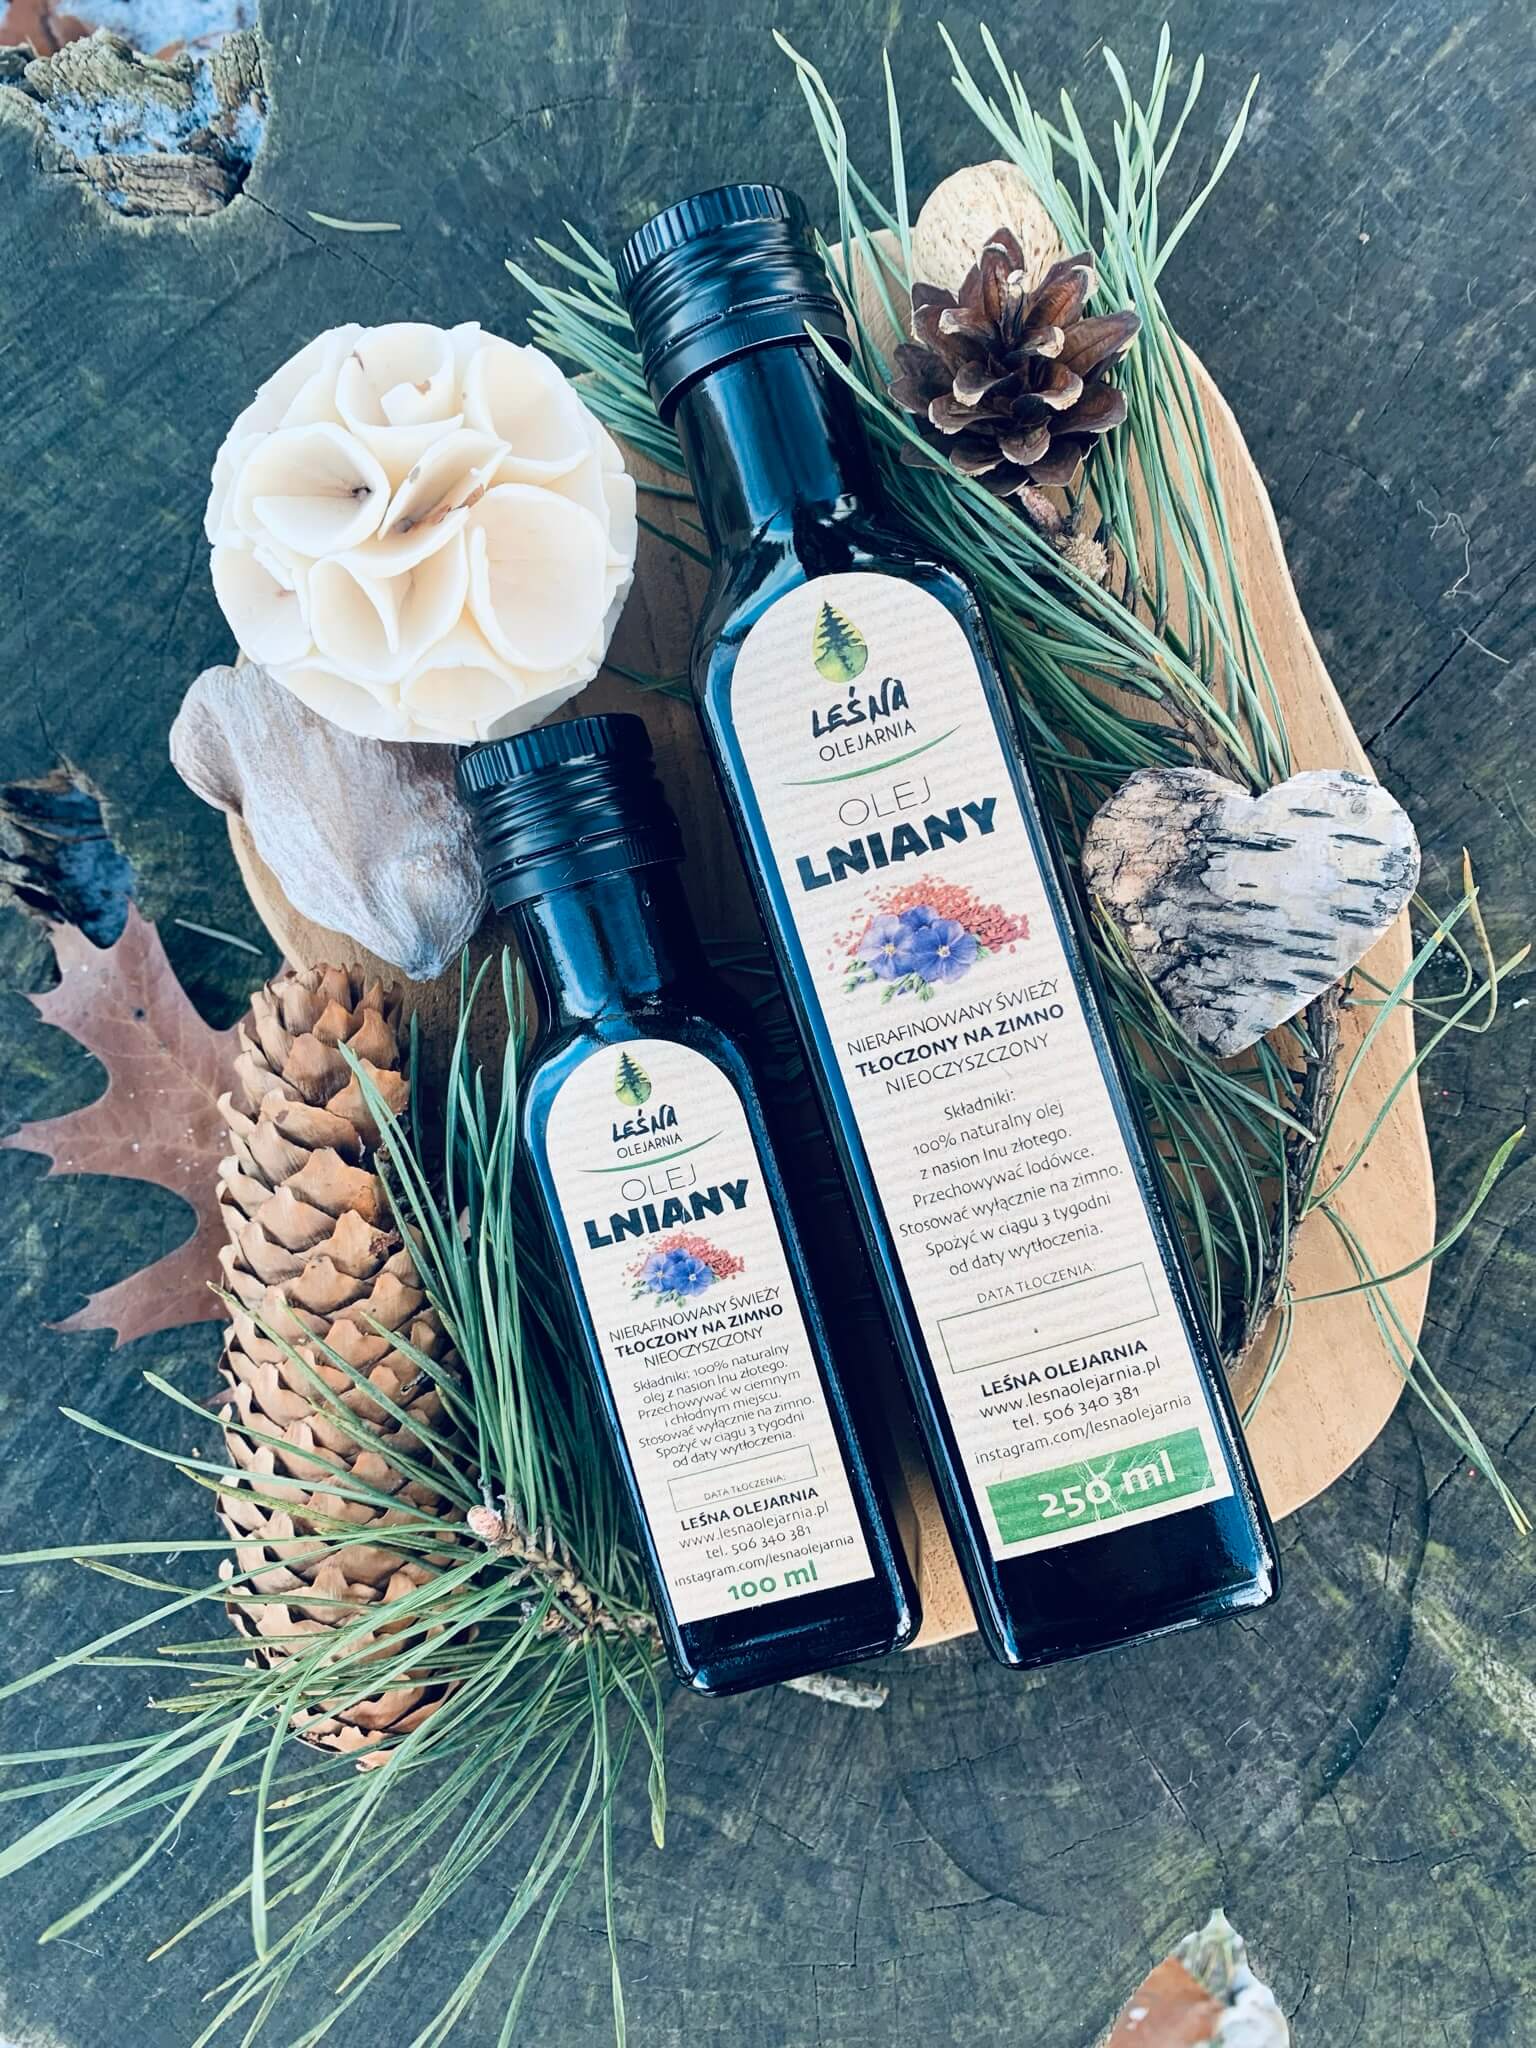 LEŚNA
OLEJARNIA
OLEJ
LNIANY
NIERAFINOWANY ŚWIEŻY
TŁOCZONY NA ZIMNO
NIEOCZYSZCZONY
Składniki: 100% naturalny
olej z nasion lnu złotego.
Przechowywać w ciemnym
i chłodnym miejscu.
Stosować wyłącznie na zimno.
Spożyć w ciągu 3 tygodni
od daty wytłoczenia.
DATA TŁOCZENIA:
LEŚNA OLEJARNIA
www.lesnaolejarnia.pl
tel. 506 340 381
instagram.com/lesnaolejarnia
100 ml
LEŚNA
OLEJARNIA
OLEJ
LNIANY
NIERAFINOWANY ŚWIEŻY
TŁOCZONY NA ZIMNO
NIEOCZYSZCZONY
Składniki:
100% naturalny olej
z nasion lnu złotego.
Przechowywać lodówce.
Stosować wyłącznie na zimno.
Spożyć w ciągu 3 tygodni
od daty wytłoczenia.
DATA TŁOCZENIA:
LEŚNA OLEJARNIA
www.lesnaolejarnia.pl
tel. 506 340 381
instagram.com/lesnaolejarnia
250 ml